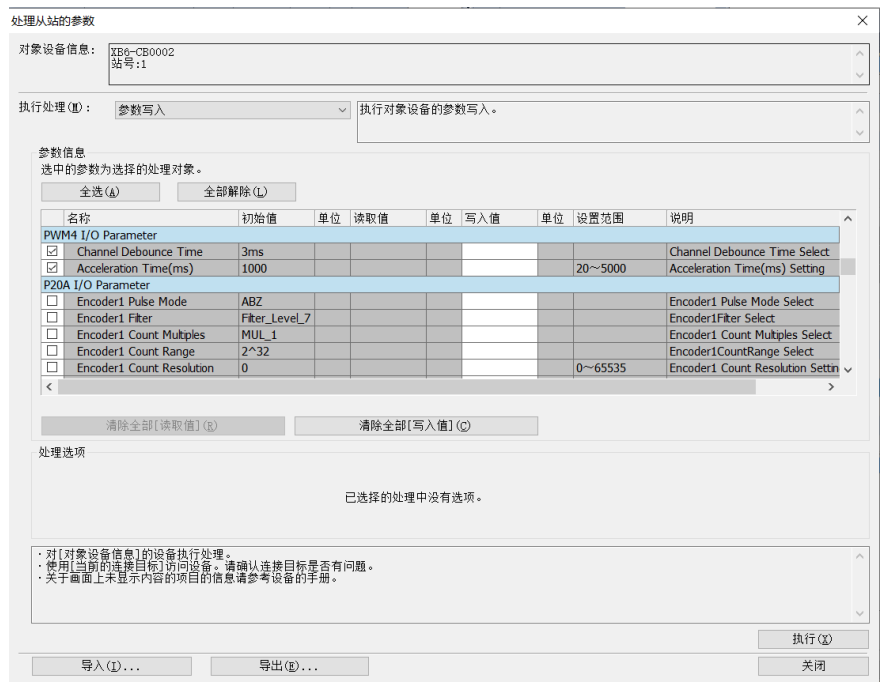 处理从站的参数
对象设备信息: XB6-CB0002
站号:1
执行处理(M): 参数写入 执行对象设备的参数写入。
参数信息
选中的参数为选择的处理对象。
全选(A) 全部解除(L)
名称 初始值 单位 读取值 单位 写入值 单位 设置范围 说明
PWM4 I/O Parameter
Channel Debounce Time 3ms Channel Debounce Time Select
Acceleration Time(ms) 1000 20~5000 Acceleration Time(ms) Setting
P20A I/O Parameter
Encoder1 Pulse Mode ABZ Encoder1 Pulse Mode Select
Encoder1 Filter Filter_Level_7 Encoder1Filter Select
Encoder1 Count Multiples MUL_1 Encoder1 Count Multiples Select
Encoder1 Count Range 2^32 Encoder1CountRange Select
Encoder1 Count Resolution 0 0~65535 Encoder1 Count Resolution Settin
清除全部[读取值](R) 清除全部[写入值](C)
处理选项
已选择的处理中没有选项。
·对[对象设备信息]的设备执行处理。
·使用[当前的连接目标]访问设备。请确认连接目标是否有问题。
·关于画面上未显示内容的项目的信息请参考设备的手册。
执行(X)
导入(I)... 导出(E)... 关闭